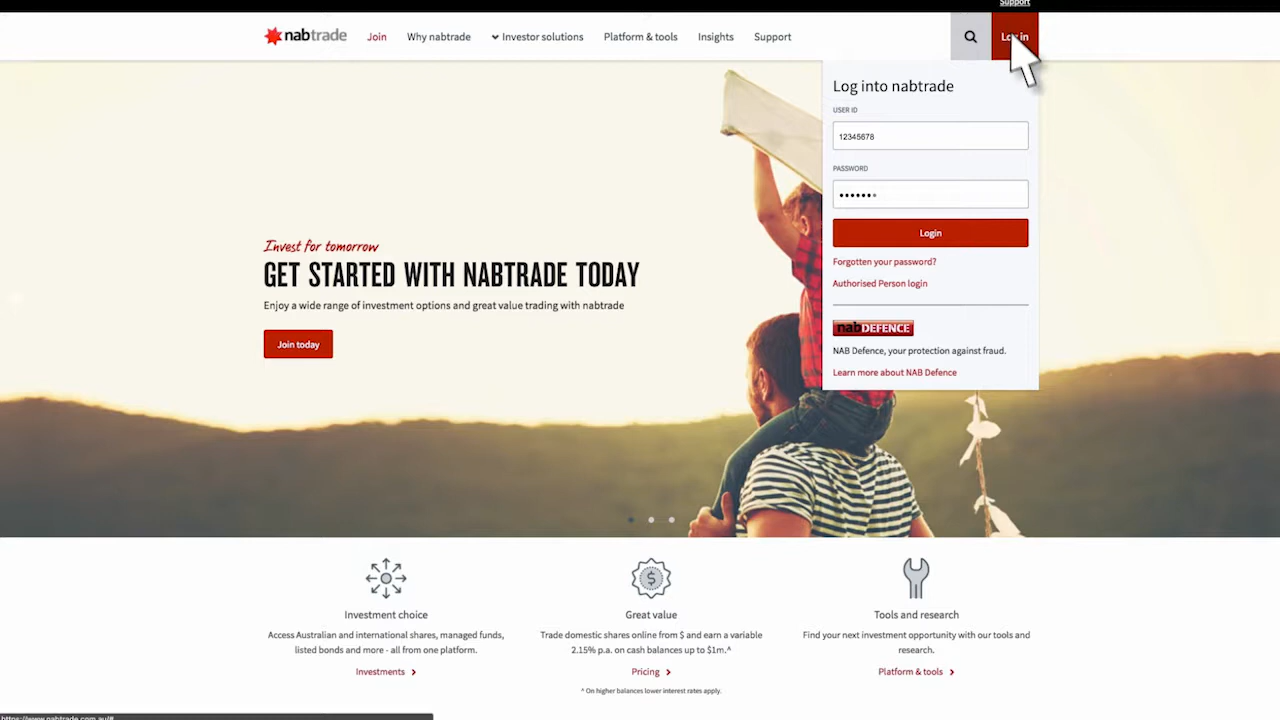 Support
nabtrade
Join
Why nabtrade
Investor solutions
Platform & tools
Insights
Support
Log in
Log into nabtrade
USER ID
12345678
PASSWORD
Login
Forgotten your password?
Authorised Person login
nabDEFENCE
NAB Defence, your protection against fraud.
Learn more about NAB Defence
Invest for tomorrow
GET STARTED WITH NABTRADE TODAY
Enjoy a wide range of investment options and great value trading with nabtrade
Join today
Investment choice
Access Australian and international shares, managed funds,
listed bonds and more - all from one platform.
Investments
Great value
Trade domestic shares online from $ and earn a variable
2.15% p.a. on cash balances up to $1m.^
Pricing
^ On higher balances lower interest rates apply.
Tools and research
Find your next investment opportunity with our tools and
research.
Platform & tools
https://www.nabtrade.com.au/#